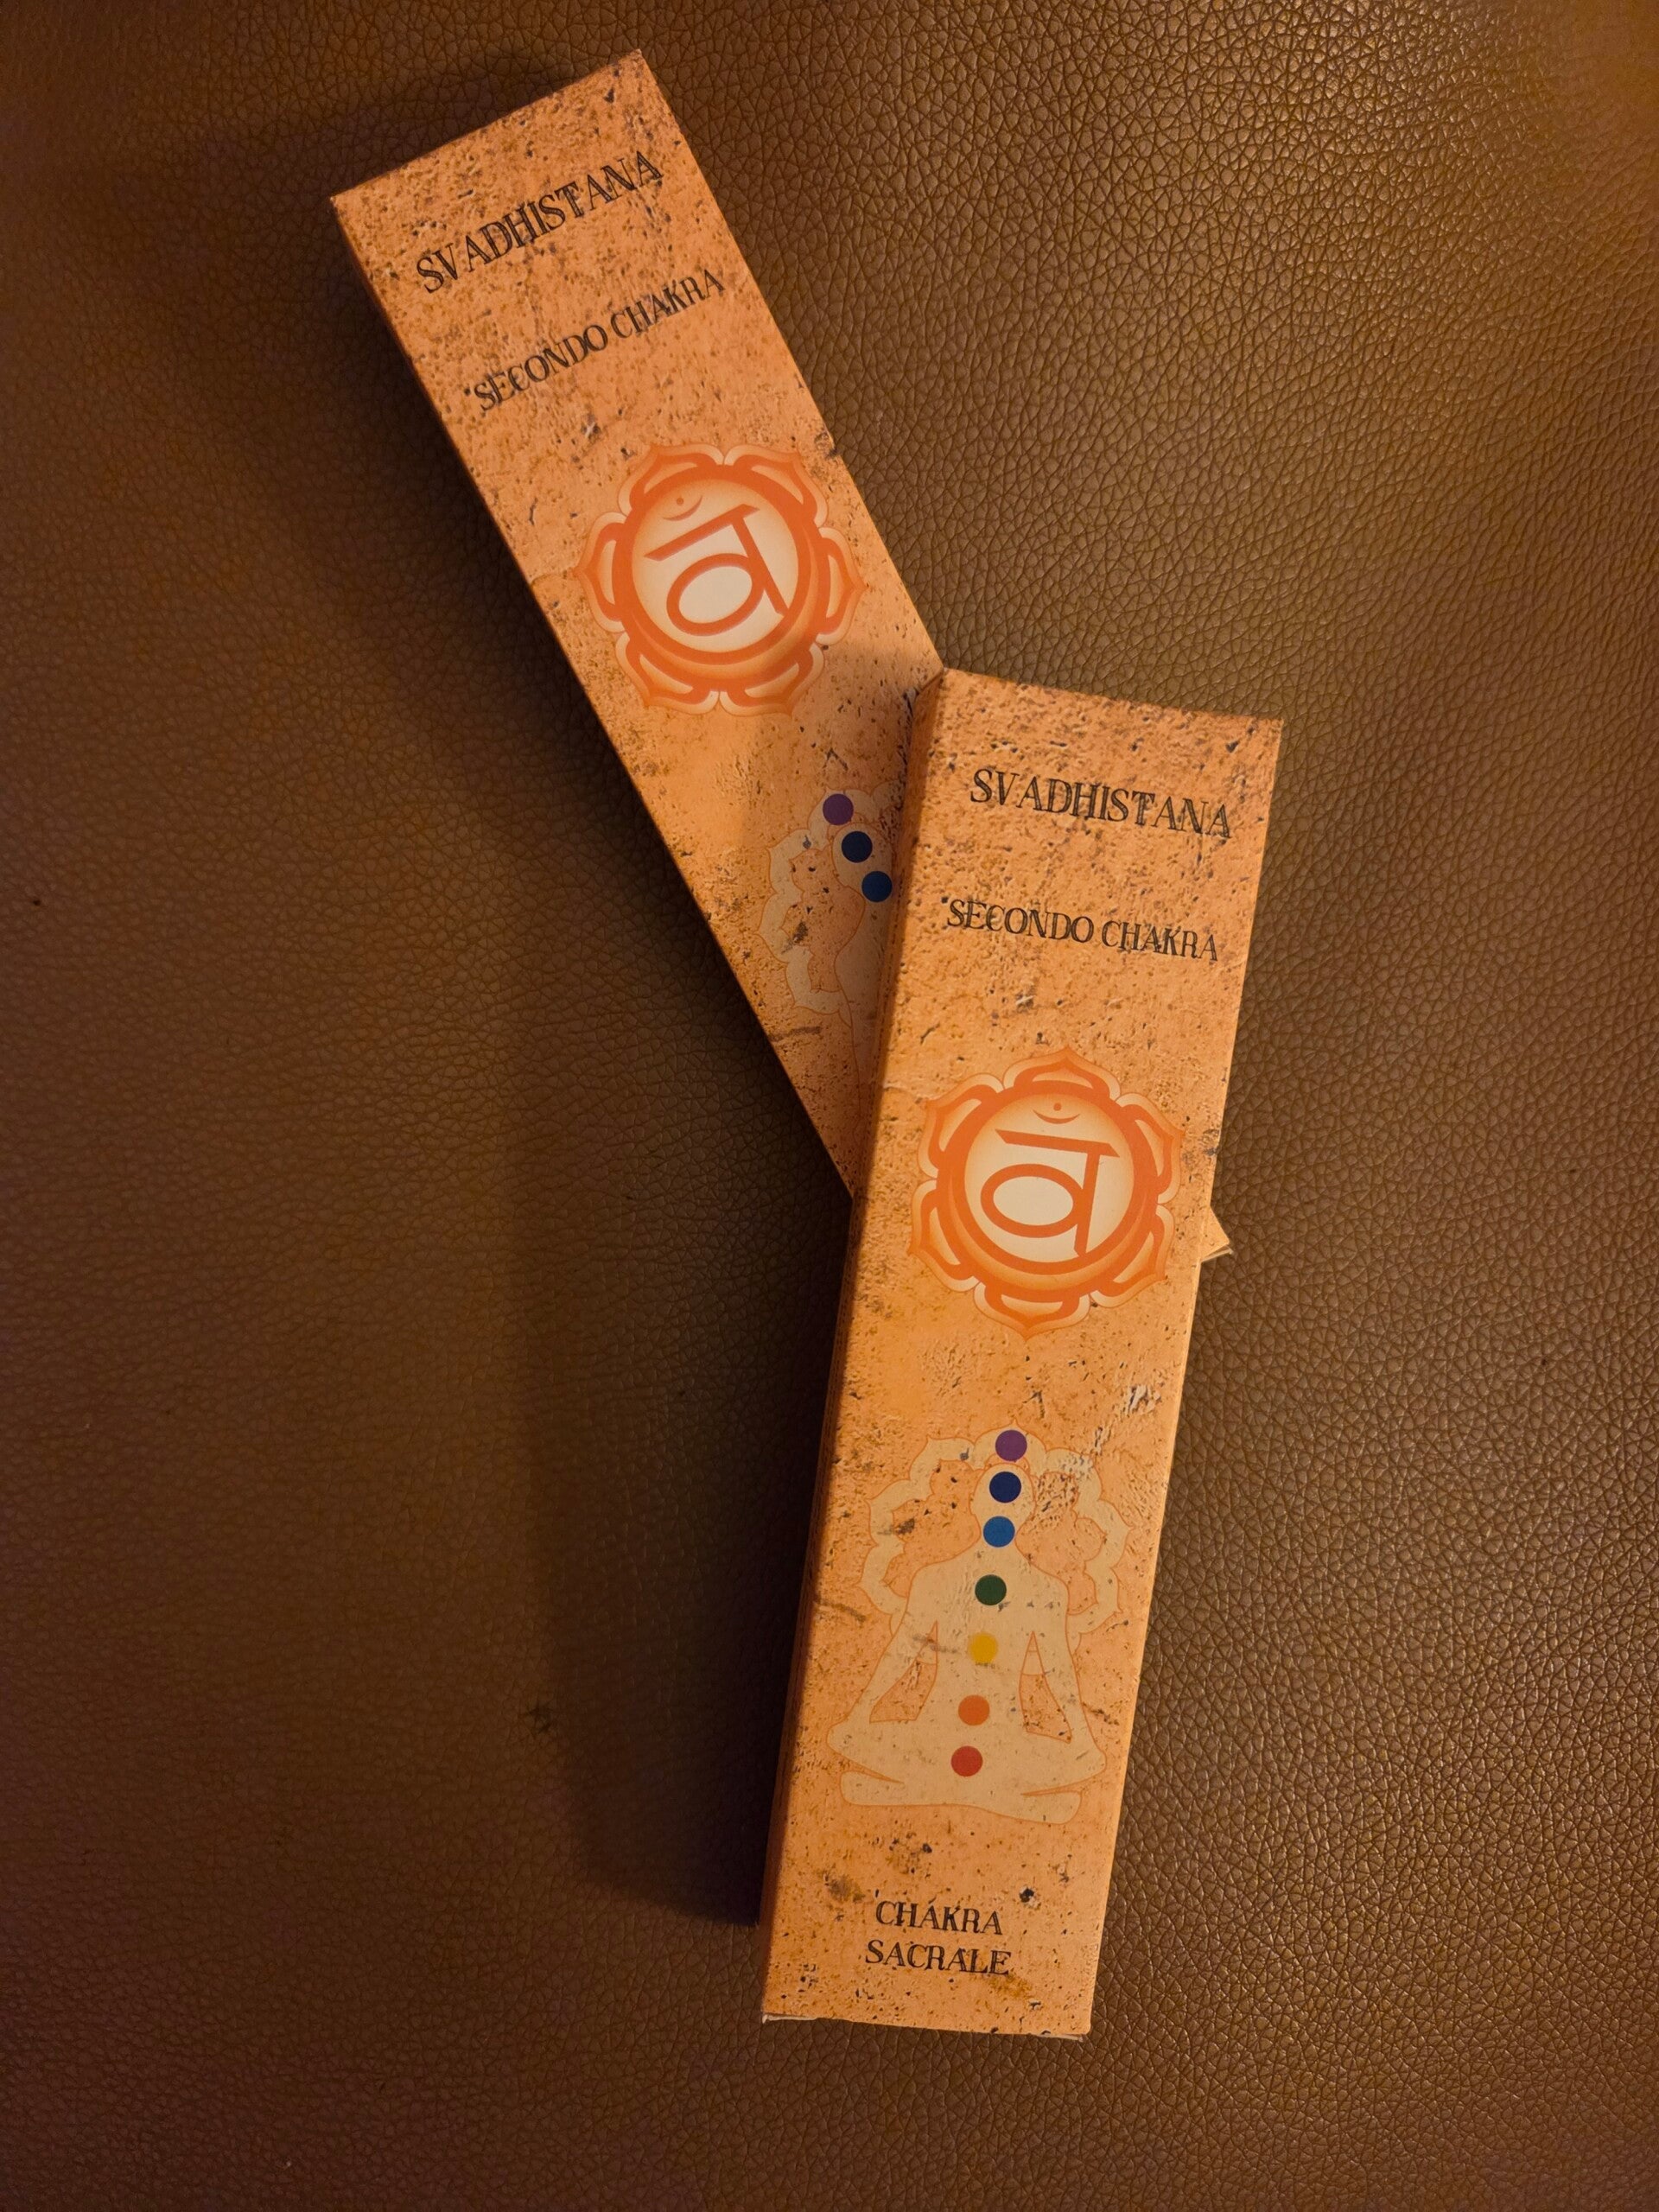 SVADHISTANA
SECONDO CHAKRA
व
SVADHISTANA
SECONDO CHAKRA
व
CHAKRA
SACRALE